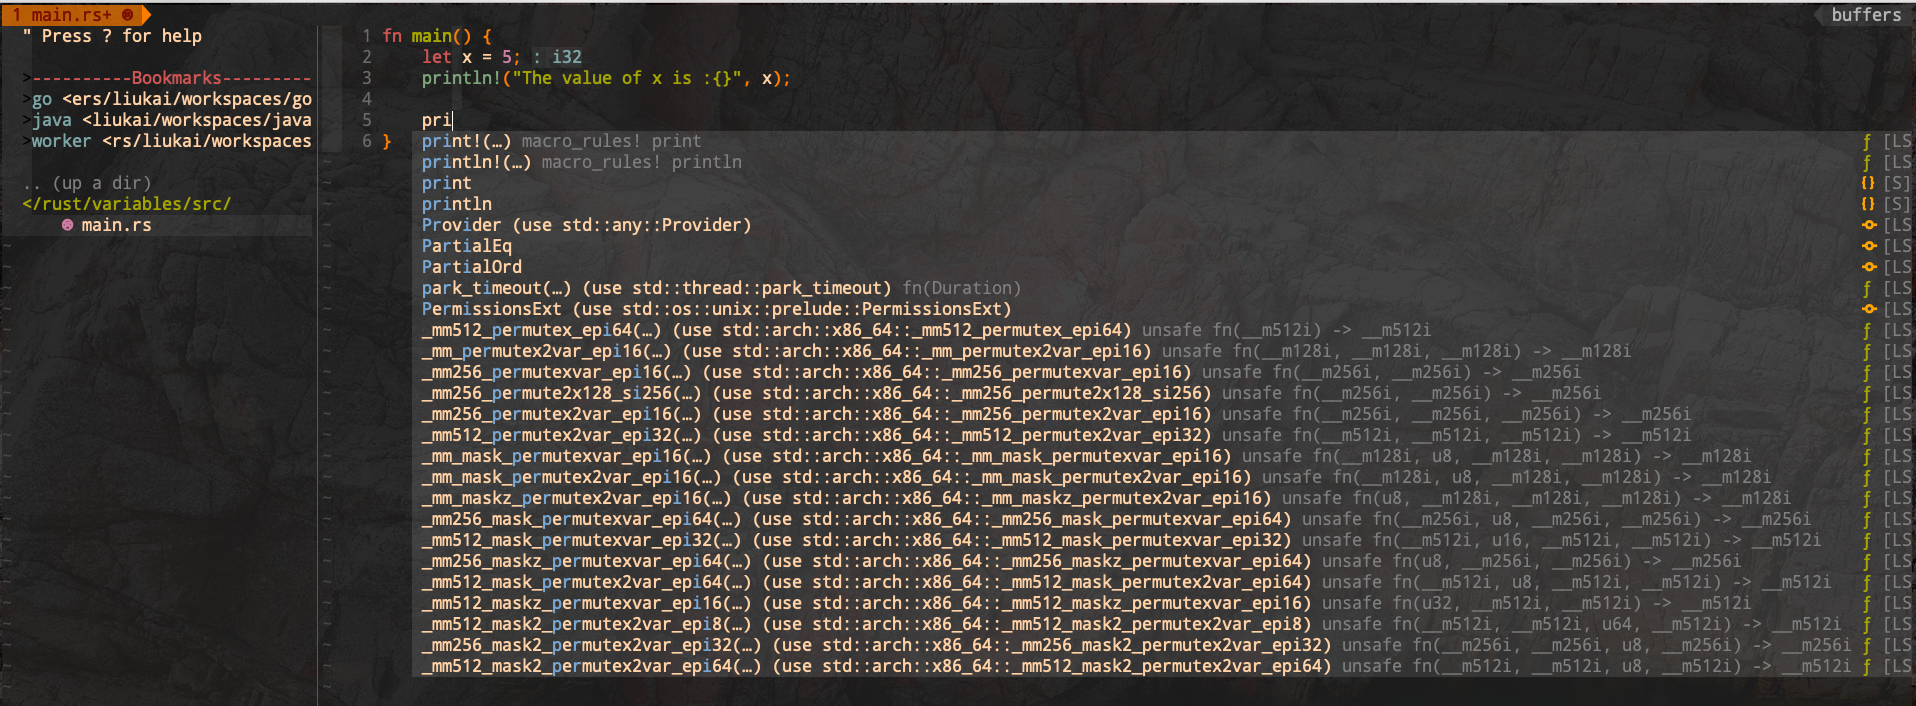 1 main.rs+
buffers
" Press ? for help
>----------Bookmarks---------
>go <ers/liukai/workspaces/go
>java <liukai/workspaces/java
>worker <rs/liukai/workspaces
.. (up a dir)
</rust/variables/src/
main.rs
1 fn main() {
2 let x = 5; : i32
3 println!("The value of x is :{}", x);
4
5 pri
6 }
print!(…) macro_rules! print ƒ [LS
println!(…) macro_rules! println ƒ [LS
print {} [S]
println {} [S]
Provider (use std::any::Provider) [LS
PartialEq [LS
PartialOrd [LS
park_timeout(…) (use std::thread::park_timeout) fn(Duration) ƒ [LS
PermissionsExt (use std::os::unix::prelude::PermissionsExt) [LS
_mm512_permutex_epi64(…) (use std::arch::x86_64::_mm512_permutex_epi64) unsafe fn(__m512i) -> __m512i ƒ [LS
_mm_permutex2var_epi16(…) (use std::arch::x86_64::_mm_permutex2var_epi16) unsafe fn(__m128i, __m128i, __m128i) -> __m128i ƒ [LS
_mm256_permutexvar_epi16(…) (use std::arch::x86_64::_mm256_permutexvar_epi16) unsafe fn(__m256i, __m256i) -> __m256i ƒ [LS
_mm256_permute2x128_si256(…) (use std::arch::x86_64::_mm256_permute2x128_si256) unsafe fn(__m256i, __m256i) -> __m256i ƒ [LS
_mm256_permutex2var_epi16(…) (use std::arch::x86_64::_mm256_permutex2var_epi16) unsafe fn(__m256i, __m256i, __m256i) -> __m256i ƒ [LS
_mm512_permutex2var_epi32(…) (use std::arch::x86_64::_mm512_permutex2var_epi32) unsafe fn(__m512i, __m512i, __m512i) -> __m512i ƒ [LS
_mm_mask_permutexvar_epi16(…) (use std::arch::x86_64::_mm_mask_permutexvar_epi16) unsafe fn(__m128i, u8, __m128i, __m128i) -> __m128i ƒ [LS
_mm_mask_permutex2var_epi16(…) (use std::arch::x86_64::_mm_mask_permutex2var_epi16) unsafe fn(__m128i, u8, __m128i, __m128i) -> __m128i ƒ [LS
_mm_maskz_permutex2var_epi16(…) (use std::arch::x86_64::_mm_maskz_permutex2var_epi16) unsafe fn(u8, __m128i, __m128i, __m128i) -> __m128i ƒ [LS
_mm256_mask_permutexvar_epi64(…) (use std::arch::x86_64::_mm256_mask_permutexvar_epi64) unsafe fn(__m256i, u8, __m256i, __m256i) -> __m256i ƒ [LS
_mm512_mask_permutexvar_epi32(…) (use std::arch::x86_64::_mm512_mask_permutexvar_epi32) unsafe fn(__m512i, u16, __m512i, __m512i) -> __m512i ƒ [LS
_mm256_maskz_permutexvar_epi64(…) (use std::arch::x86_64::_mm256_maskz_permutexvar_epi64) unsafe fn(u8, __m256i, __m256i) -> __m256i ƒ [LS
_mm512_mask_permutex2var_epi64(…) (use std::arch::x86_64::_mm512_mask_permutex2var_epi64) unsafe fn(__m512i, u8, __m512i, __m512i) -> __m512i ƒ [LS
_mm512_maskz_permutexvar_epi16(…) (use std::arch::x86_64::_mm512_maskz_permutexvar_epi16) unsafe fn(u32, __m512i, __m512i) -> __m512i ƒ [LS
_mm512_mask2_permutex2var_epi8(…) (use std::arch::x86_64::_mm512_mask2_permutex2var_epi8) unsafe fn(__m512i, __m512i, u64, __m512i) -> __m512i ƒ [LS
_mm256_mask2_permutex2var_epi32(…) (use std::arch::x86_64::_mm256_mask2_permutex2var_epi32) unsafe fn(__m256i, __m256i, u8, __m256i) -> __m256i ƒ [LS
_mm512_mask2_permutex2var_epi64(…) (use std::arch::x86_64::_mm512_mask2_permutex2var_epi64) unsafe fn(__m512i, __m512i, u8, __m512i) -> __m512i ƒ [LS